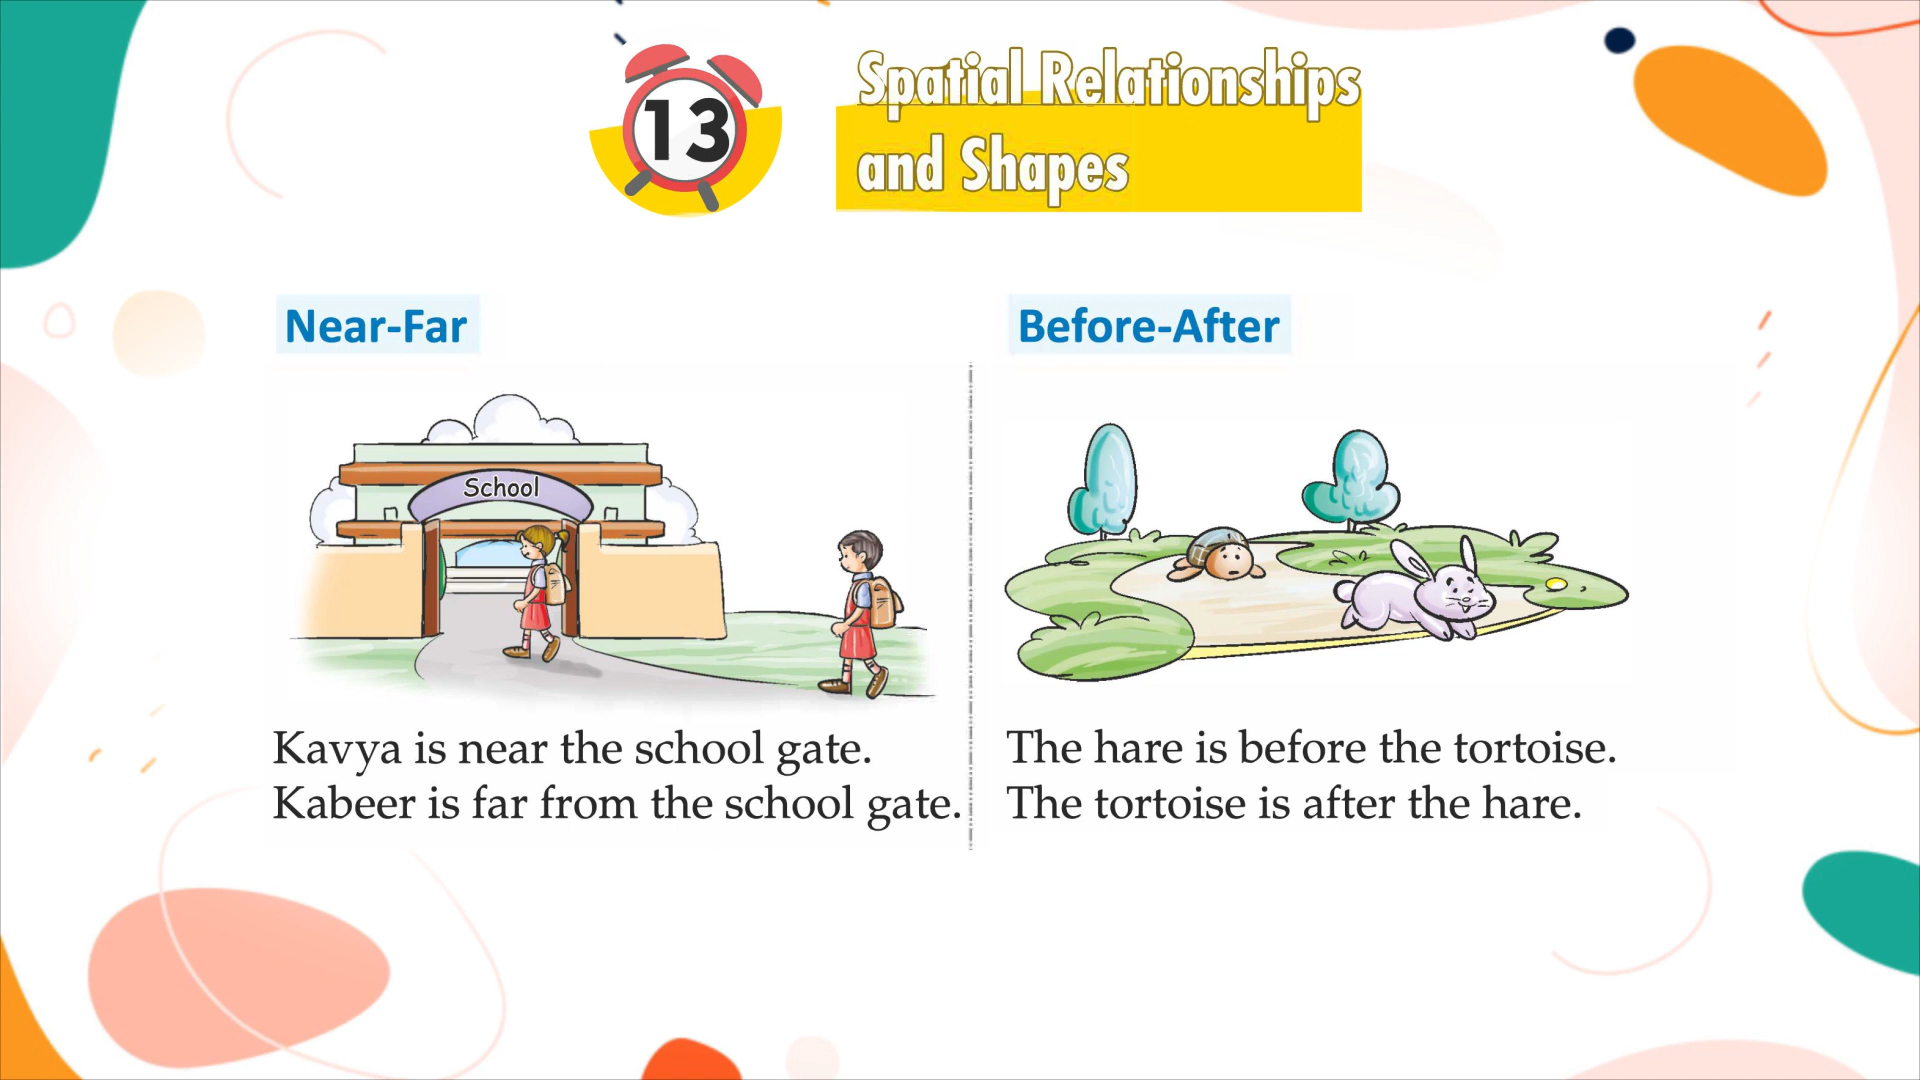 13
Spatial Relationships
and Shapes
Near-Far
School
Kavya is near the school gate.
Kabeer is far from the school gate.
Before-After
The hare is before the tortoise.
The tortoise is after the hare.